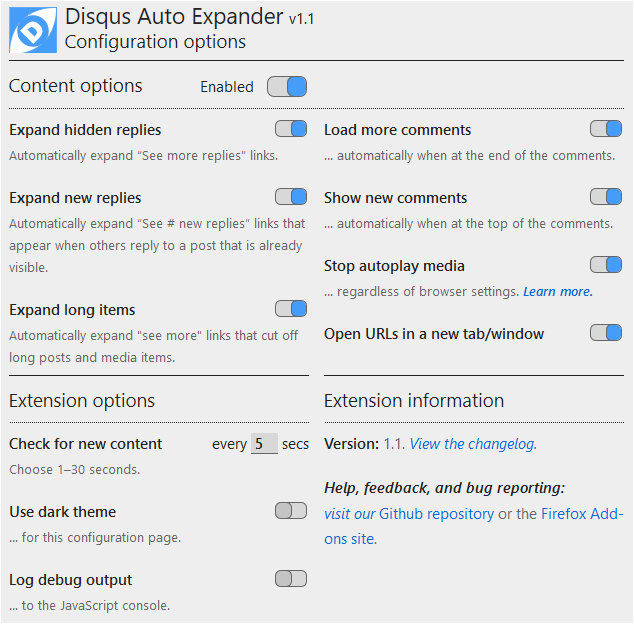 Disqus Auto Expander v1.1
Configuration options
Content options
Enabled
Expand hidden replies
Automatically expand “See more replies” links.
Expand new replies
Automatically expand “See # new replies” links that
appear when others reply to a post that is already
visible.
Expand long items
Automatically expand "see more" links that cut off
long posts and media items.
Load more comments
... automatically when at the end of the comments.
Show new comments
... automatically when at the top of the comments.
Stop autoplay media
... regardless of browser settings. Learn more.
Open URLs in a new tab/window
Extension options
Check for new content
every 5 secs
Choose 1–30 seconds.
Use dark theme
... for this configuration page.
Log debug output
... to the JavaScript console.
Extension information
Version: 1.1. View the changelog.
Help, feedback, and bug reporting:
visit our Github repository or the Firefox Add-
ons site.